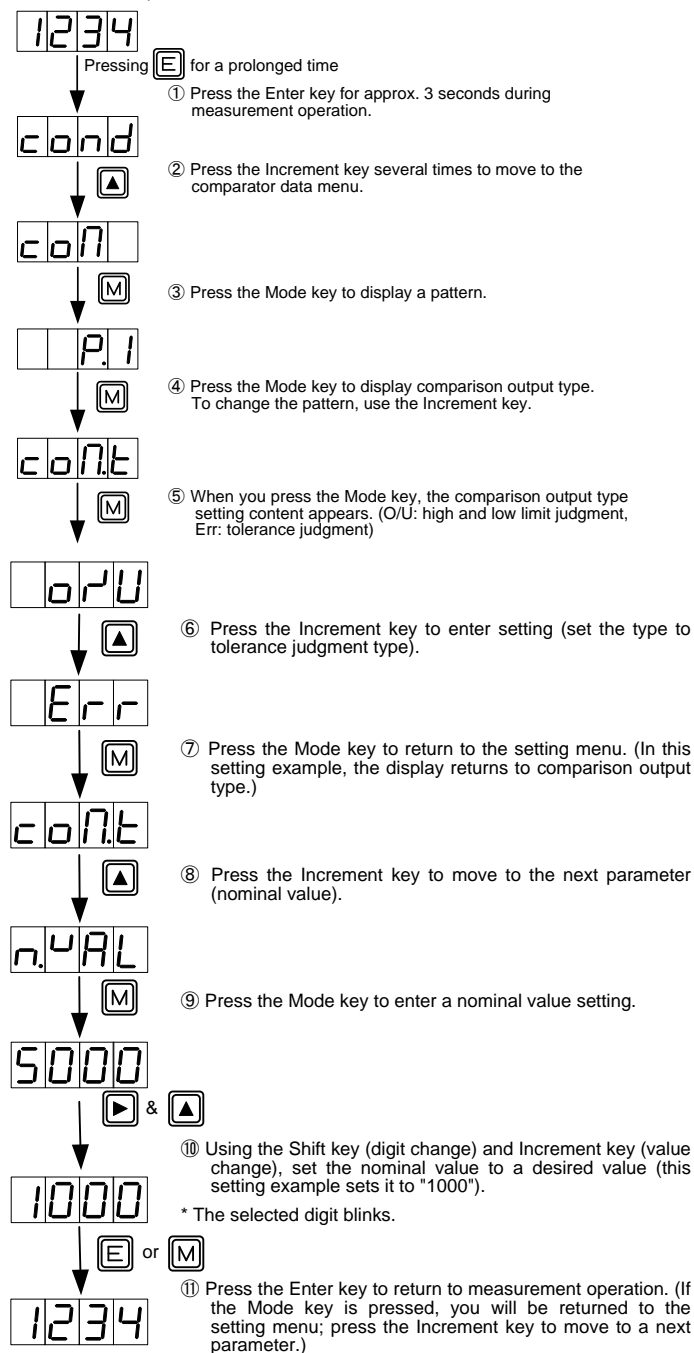 1234
Pressing E for a prolonged time
① Press the Enter key for approx. 3 seconds during
measurement operation.
cond
▲
② Press the Increment key several times to move to the
comparator data menu.
coM
M
③ Press the Mode key to display a pattern.
P. 1
M
④ Press the Mode key to display comparison output type.
To change the pattern, use the Increment key.
coM.t
M
⑤ When you press the Mode key, the comparison output type
setting content appears. (O/U: high and low limit judgment,
Err: tolerance judgment)
o/U
▲
⑥ Press the Increment key to enter setting (set the type to
tolerance judgment type).
Err
M
⑦ Press the Mode key to return to the setting menu. (In this
setting example, the display returns to comparison output
type.)
coM.t
▲
⑧ Press the Increment key to move to the next parameter
(nominal value).
n.VAL
M
⑨ Press the Mode key to enter a nominal value setting.
5000
▶ & ▲
⑩ Using the Shift key (digit change) and Increment key (value
change), set the nominal value to a desired value (this
setting example sets it to "1000").
1000
* The selected digit blinks.
E or M
⑪ Press the Enter key to return to measurement operation. (If
the Mode key is pressed, you will be returned to the
1234
setting menu; press the Increment key to move to a next
parameter.)